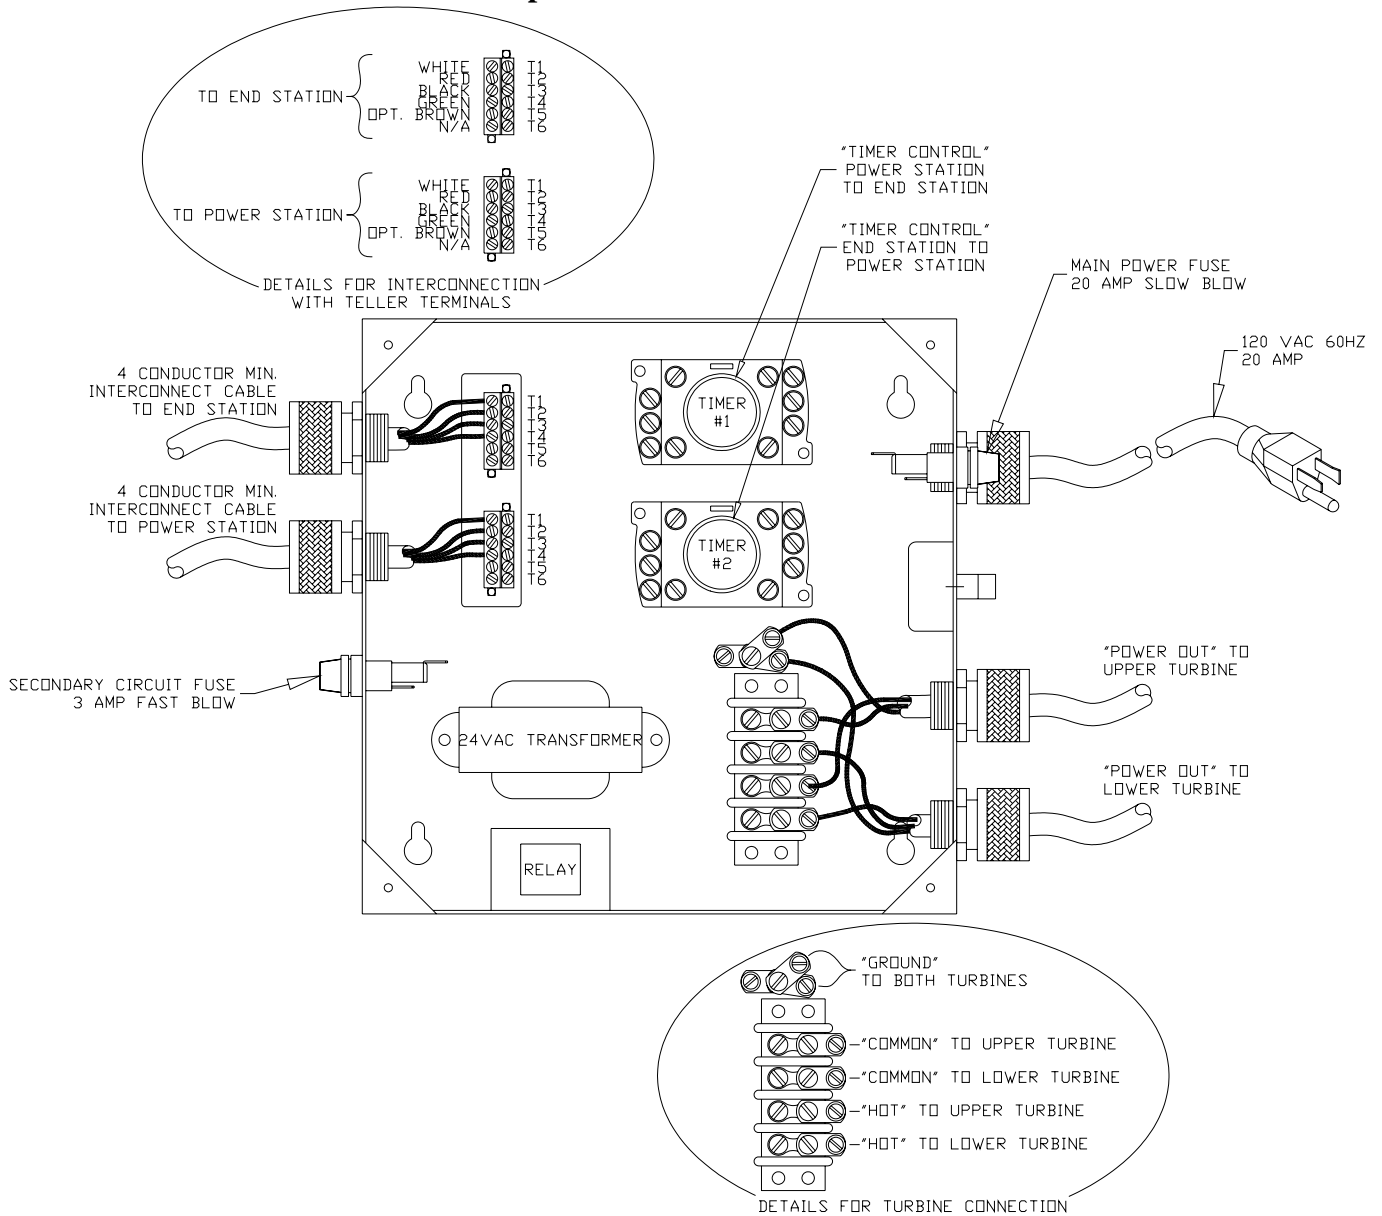 WHITE T1
RED T2
BLACK T3
TO END STATION
GREEN T4
OPT. BROWN T5
N/A T6
WHITE T1
RED T2
BLACK T3
TO POWER STATION
GREEN T4
OPT. BROWN T5
N/A T6
DETAILS FOR INTERCONNECTION
WITH TELLER TERMINALS
"TIMER CONTROL"
POWER STATION
TO END STATION
"TIMER CONTROL"
END STATION TO
POWER STATION
MAIN POWER FUSE
20 AMP SLOW BLOW
120 VAC 60HZ
20 AMP
4 CONDUCTOR MIN.
INTERCONNECT CABLE
TO END STATION
T1
T2
T3
T4
T5
T6
TIMER
#1
4 CONDUCTOR MIN.
INTERCONNECT CABLE
TO POWER STATION
T1
T2
T3
T4
T5
T6
TIMER
#2
SECONDARY CIRCUIT FUSE
3 AMP FAST BLOW
24VAC TRANSFORMER
"POWER OUT" TO
UPPER TURBINE
"POWER OUT" TO
LOWER TURBINE
RELAY
"GROUND"
TO BOTH TURBINES
"COMMON" TO UPPER TURBINE
"COMMON" TO LOWER TURBINE
"HOT" TO UPPER TURBINE
"HOT" TO LOWER TURBINE
DETAILS FOR TURBINE CONNECTION